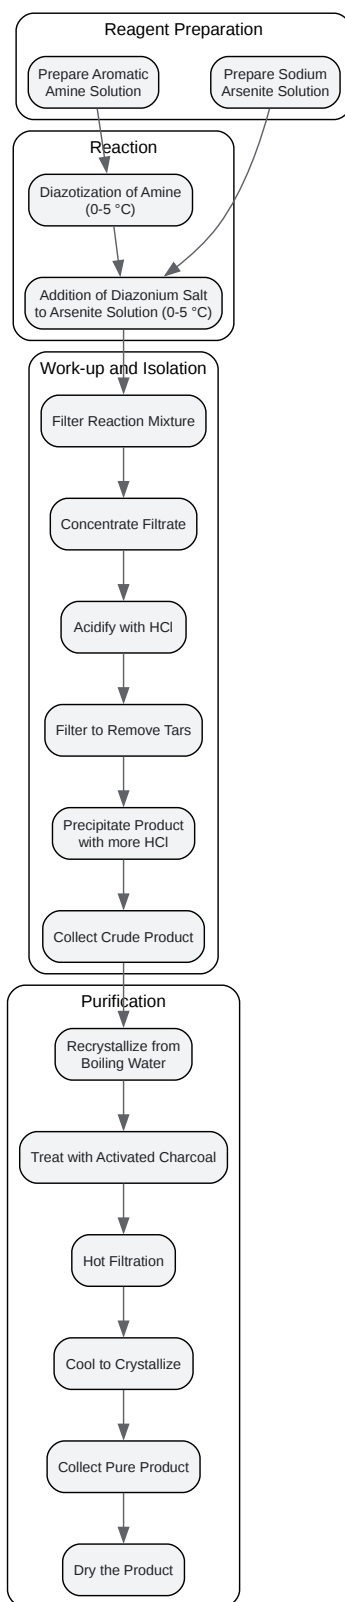 Reagent Preparation
Prepare Aromatic
Amine Solution
Prepare Sodium
Arsenite Solution
Reaction
Diazotization of Amine
(0-5 °C)
Addition of Diazonium Salt
to Arsenite Solution (0-5 °C)
Work-up and Isolation
Filter Reaction Mixture
Concentrate Filtrate
Acidify with HCl
Filter to Remove Tars
Precipitate Product
with more HCl
Collect Crude Product
Purification
Recrystallize from
Boiling Water
Treat with Activated Charcoal
Hot Filtration
Cool to Crystallize
Collect Pure Product
Dry the Product